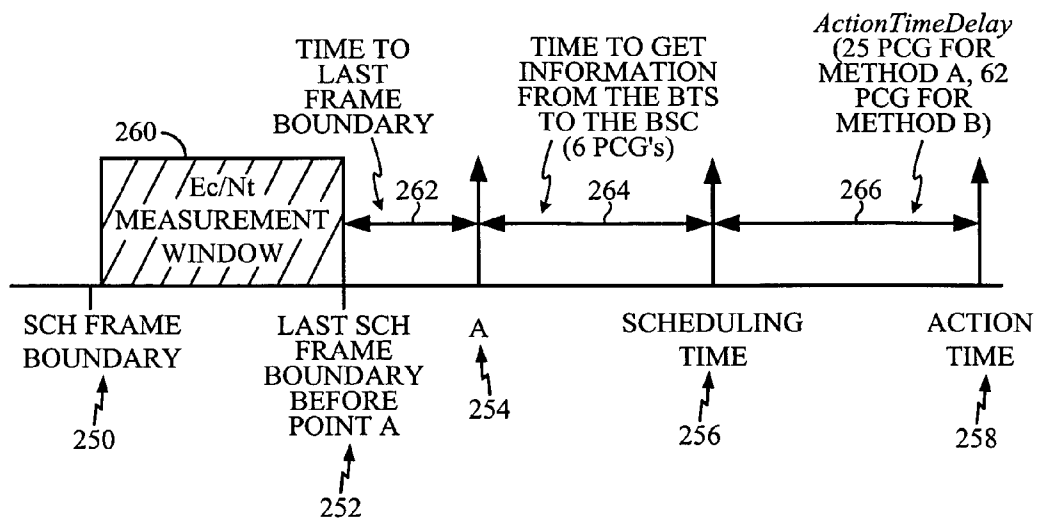 TIME TO
LAST
FRAME
BOUNDARY
TIME TO GET
INFORMATION
FROM THE BTS
TO THE BSC
(6 PCG's)
ActionTimeDelay
(25 PCG FOR
METHOD A, 62
PCG FOR
METHOD B)
260
Ec/Nt
MEASUREMENT
WINDOW
262
264
266
SCH FRAME
BOUNDARY
250
LAST SCH
FRAME
BOUNDARY
BEFORE
POINT A
252
A
254
SCHEDULING
TIME
256
ACTION
TIME
258